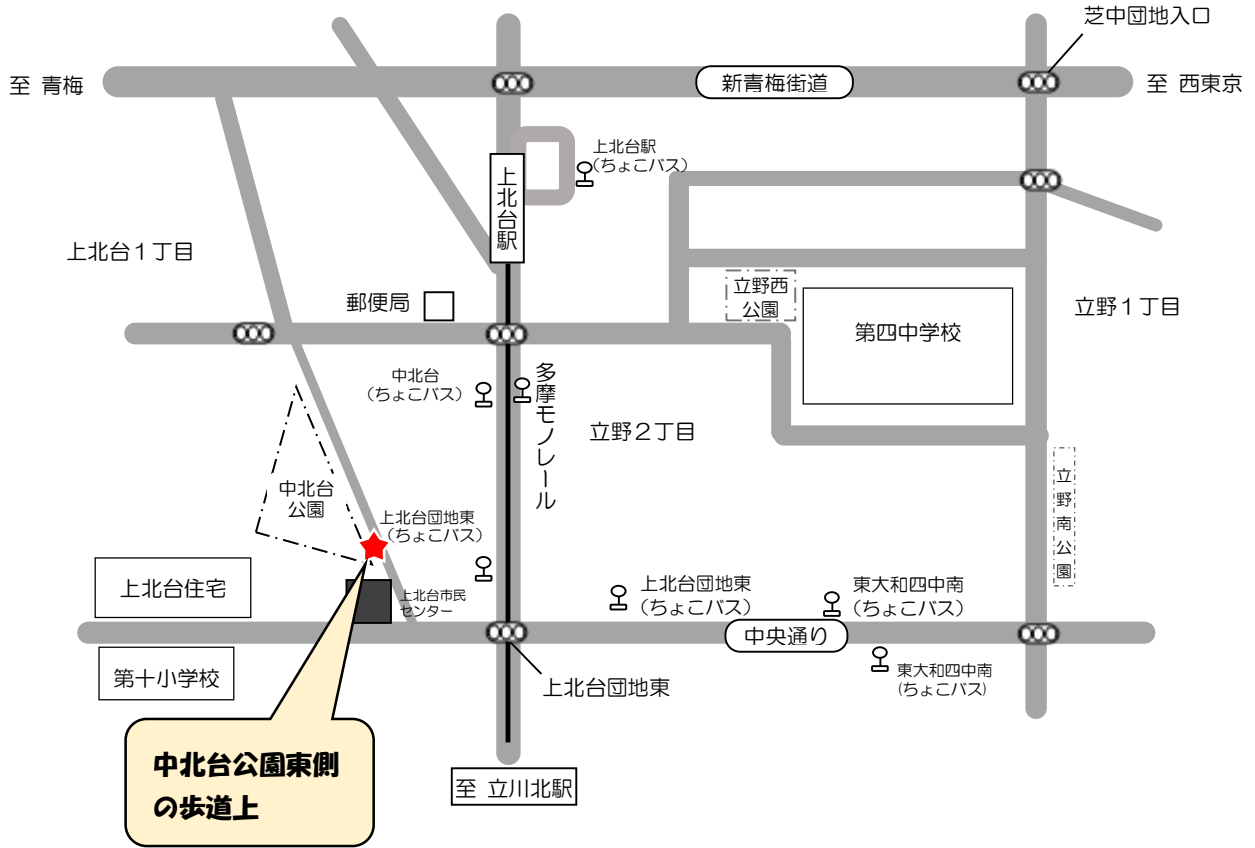 芝中団地入口
至 青梅
新青梅街道
至 西東京
上北台駅
(ちょこバス)
上北台駅
上北台1丁目
立野西
公園
郵便局
第四中学校
立野1丁目
中北台
(ちょこバス)
多摩モノレール
立野2丁目
中北台
公園
立野南公園
上北台団地東
(ちょこバス)
上北台住宅
上北台市民
センター
上北台団地東
(ちょこバス)
東大和四中南
(ちょこバス)
中央通り
第十小学校
上北台団地東
東大和四中南
(ちょこバス)
中北台公園東側
の歩道上
至 立川北駅